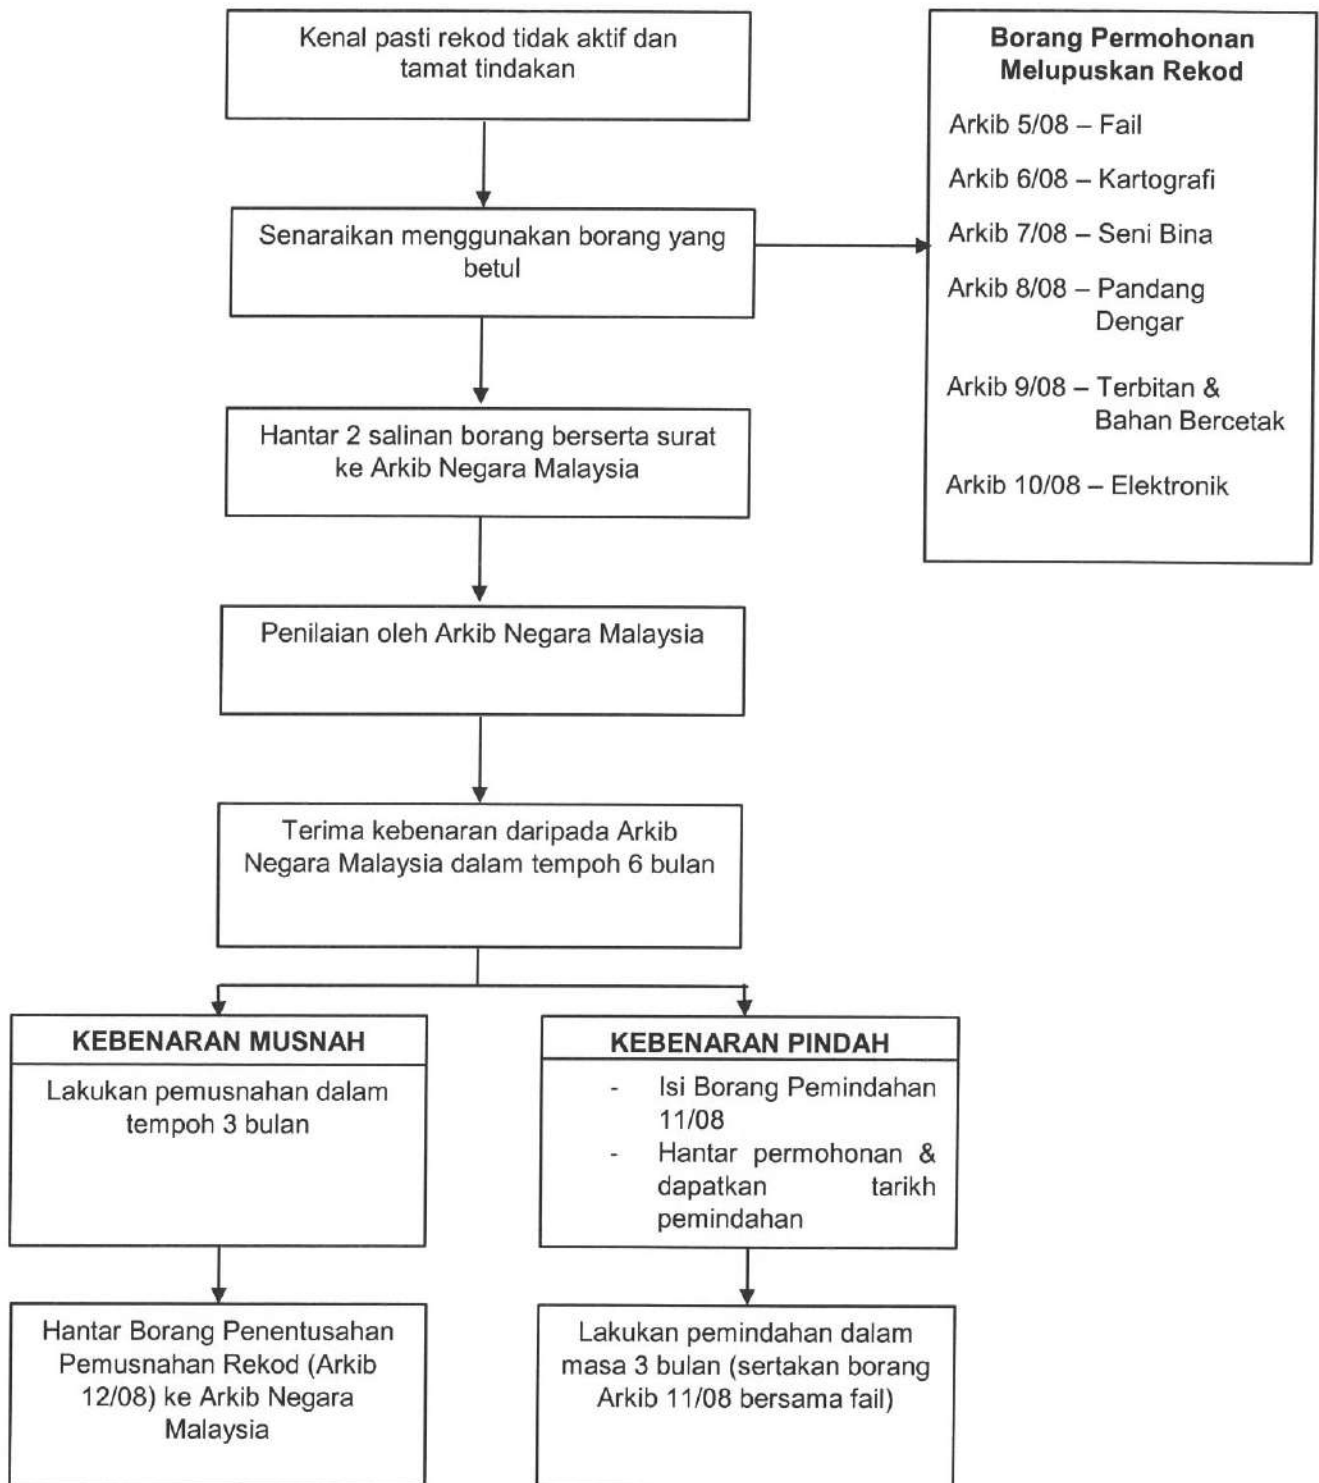 Kenal pasti rekod tidak aktif dan
tamat tindakan
Borang Permohonan
Melupuskan Rekod
Arkib 5/08 – Fail
Arkib 6/08 – Kartografi
Arkib 7/08 – Seni Bina
Arkib 8/08 – Pandang
Dengar
Arkib 9/08 – Terbitan &
Bahan Bercetak
Arkib 10/08 – Elektronik
Senaraikan menggunakan borang yang
betul
Hantar 2 salinan borang berserta surat
ke Arkib Negara Malaysia
Penilaian oleh Arkib Negara Malaysia
Terima kebenaran daripada Arkib
Negara Malaysia dalam tempoh 6 bulan
KEBENARAN MUSNAH
Lakukan pemusnahan dalam
tempoh 3 bulan
Hantar Borang Penentusahan
Pemusnahan Rekod (Arkib
12/08) ke Arkib Negara
Malaysia
KEBENARAN PINDAH
- Isi Borang Pemindahan
11/08
- Hantar permohonan &
dapatkan tarikh
pemindahan
Lakukan pemindahan dalam
masa 3 bulan (sertakan borang
Arkib 11/08 bersama fail)